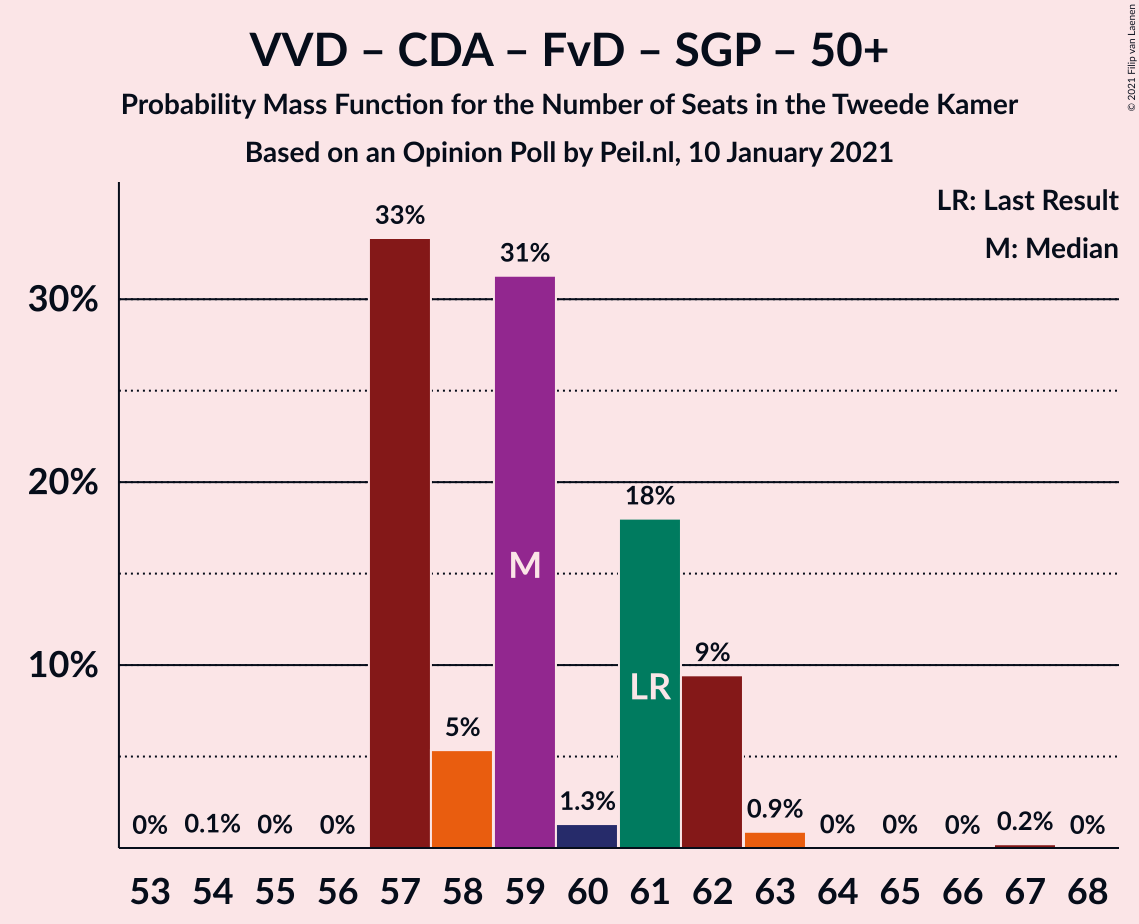 VVD – CDA – FvD – SGP – 50+
Probability Mass Function for the Number of Seats in the Tweede Kamer
Based on an Opinion Poll by Peil.nl, 10 January 2021
© 2021 Filip van Laenen
LR: Last Result
M: Median
30%
20%
10%
0%
0.1%
0%
0%
33%
5%
31%
1.3%
18%
9%
0.9%
0%
0%
0%
0.2%
0%
M
LR
53 54 55 56 57 58 59 60 61 62 63 64 65 66 67 68